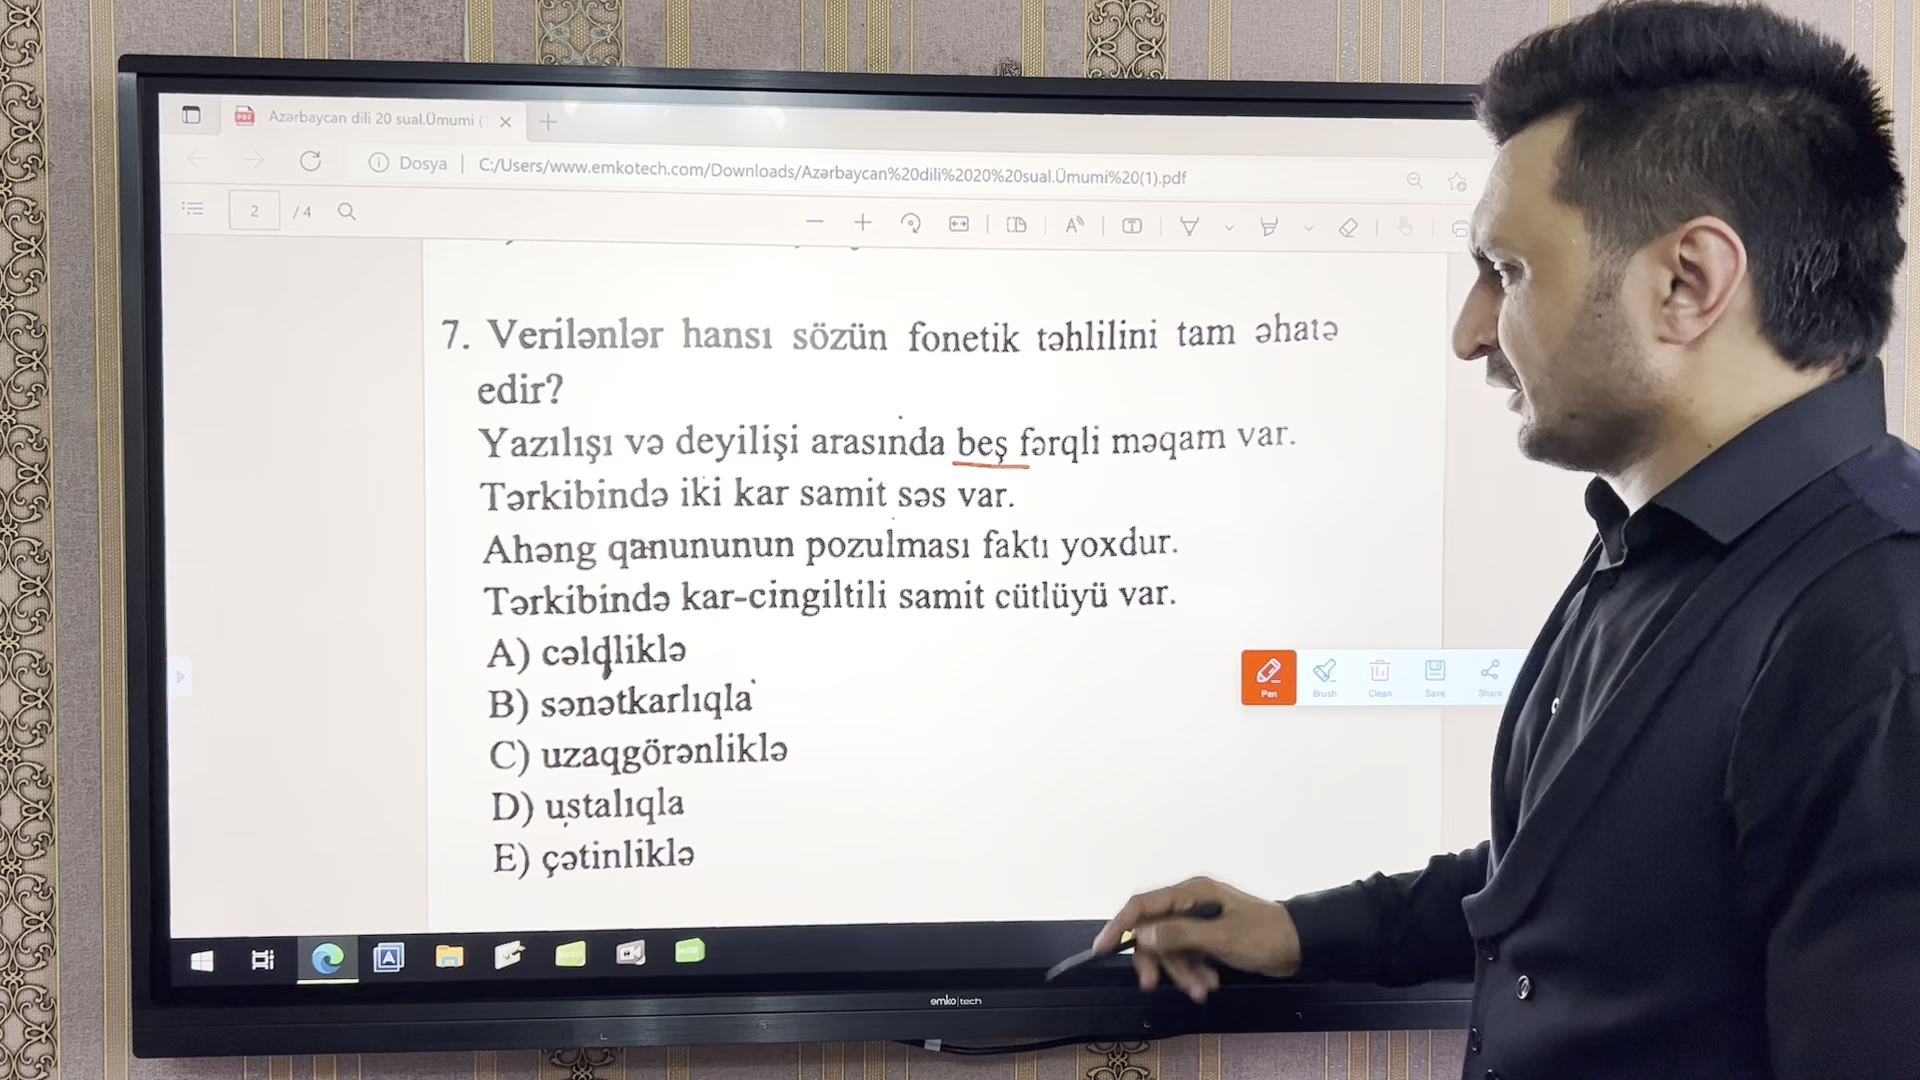 Azərbaycan dili 20 sual.Ümumi (
Dosya | C:/Users/www.emkotech.com/Downloads/Azərbaycan%20dili%2020%20sual.Ümumi%20(1).pdf
2 / 4
7. Verilənlər hansı sözün fonetik təhlilini tam əhatə
edir?
Yazılışı və deyilişi arasında beş fərqli məqam var.
Tərkibində iki kar samit səs var.
Ahəng qanununun pozulması faktı yoxdur.
Tərkibində kar-cingiltili samit cütlüyü var.
A) cəldliklə
B) sənətkarlıqla
C) uzaqgörənliklə
D) ustalıqla
E) çətinliklə
Pen Brush Clean Save Share
emko|tech